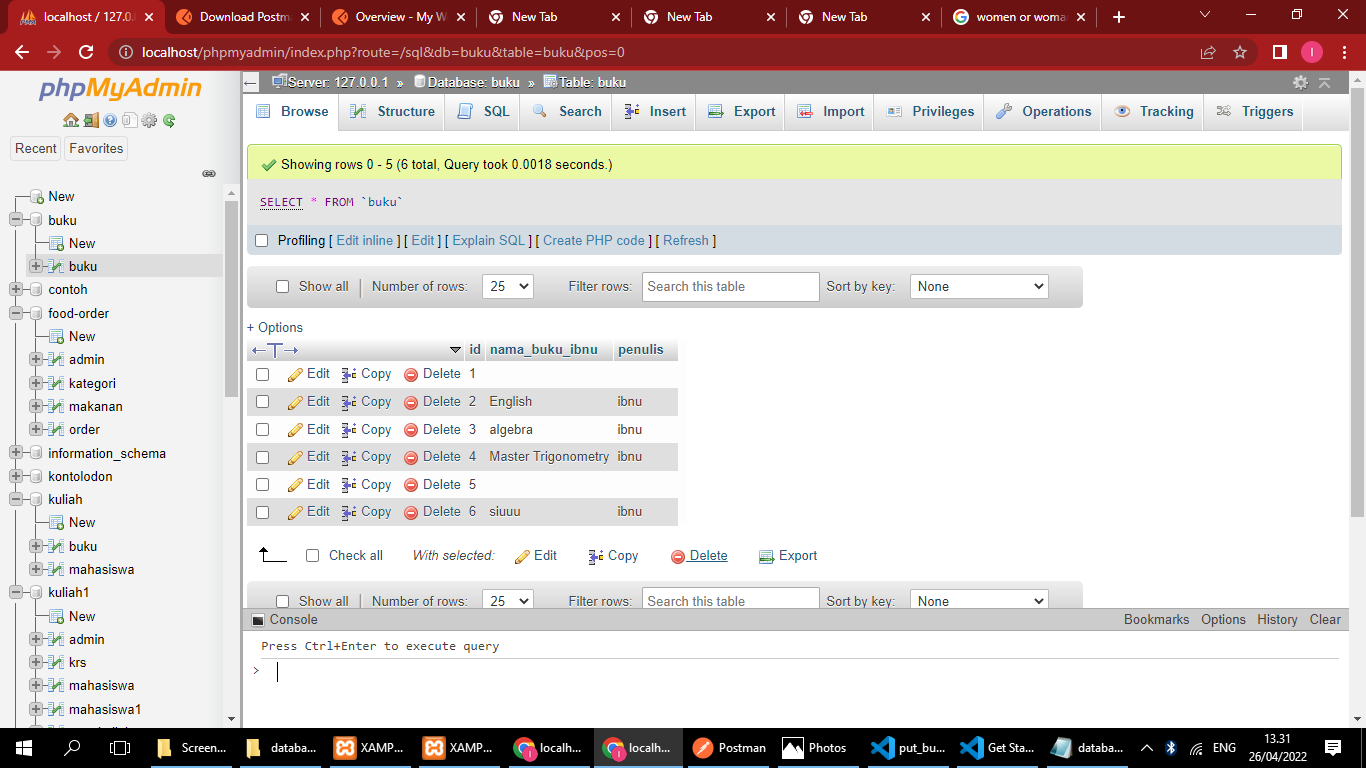 localhost / 127.0.
Download Postm
Overview - My W
New Tab
New Tab
New Tab
women or woma
localhost/phpmyadmin/index.php?route=/sql&db=buku&table=buku&pos=0
I
phpMyAdmin
Recent
Favorites
New
buku
New
buku
contoh
food-order
New
admin
kategori
makanan
order
information_schema
kontolodon
kuliah
New
buku
mahasiswa
kuliah1
New
admin
krs
mahasiswa
mahasiswa1
Server: 127.0.0.1 » Database: buku » Table: buku
Browse Structure SQL Search Insert Export Import Privileges Operations Tracking Triggers
Showing rows 0 - 5 (6 total, Query took 0.0018 seconds.)
SELECT * FROM `buku`
Profiling [ Edit inline ] [ Edit ] [ Explain SQL ] [ Create PHP code ] [ Refresh ]
Show all Number of rows: 25 Filter rows: Search this table Sort by key: None
+ Options
id nama_buku_ibnu penulis
Edit Copy Delete 1
Edit Copy Delete 2 English ibnu
Edit Copy Delete 3 algebra ibnu
Edit Copy Delete 4 Master Trigonometry ibnu
Edit Copy Delete 5
Edit Copy Delete 6 siuuu ibnu
Check all With selected: Edit Copy Delete Export
Show all Number of rows: 25 Filter rows: Search this table Sort by key: None
Console Bookmarks Options History Clear
Press Ctrl+Enter to execute query
>
Screen...
databa...
XAMP...
XAMP...
localh...
localh...
Postman
Photos
put_bu...
Get Sta...
databa...
ENG
13.31
26/04/2022